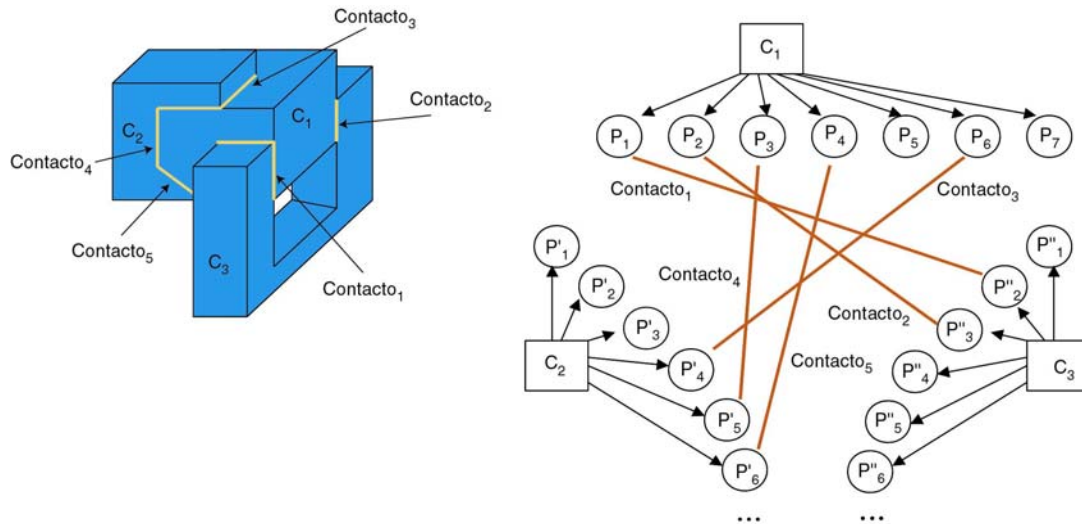 Contacto₃
C₁
Contacto₂
C₂
Contacto₄
Contacto₅
C₃
Contacto₁
C₁
P₁ P₂ P₃ P₄ P₅ P₆ P₇
Contacto₁
Contacto₃
P'₁
P"₁
P'₂
Contacto₄
P"₂
P'₃
Contacto₂
P"₃
C₂
P'₄
Contacto₅
P"₄
C₃
P'₅
P"₅
P'₆
P"₆
...
...